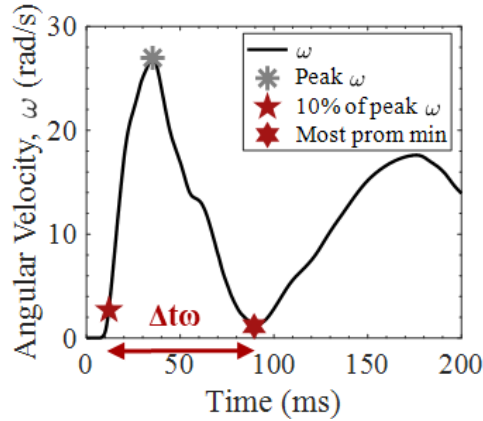 Angular Velocity, ω (rad/s)
30
20
10
0
ω
Peak ω
10% of peak ω
Most prom min
Δtω
0 50 100 150 200
Time (ms)